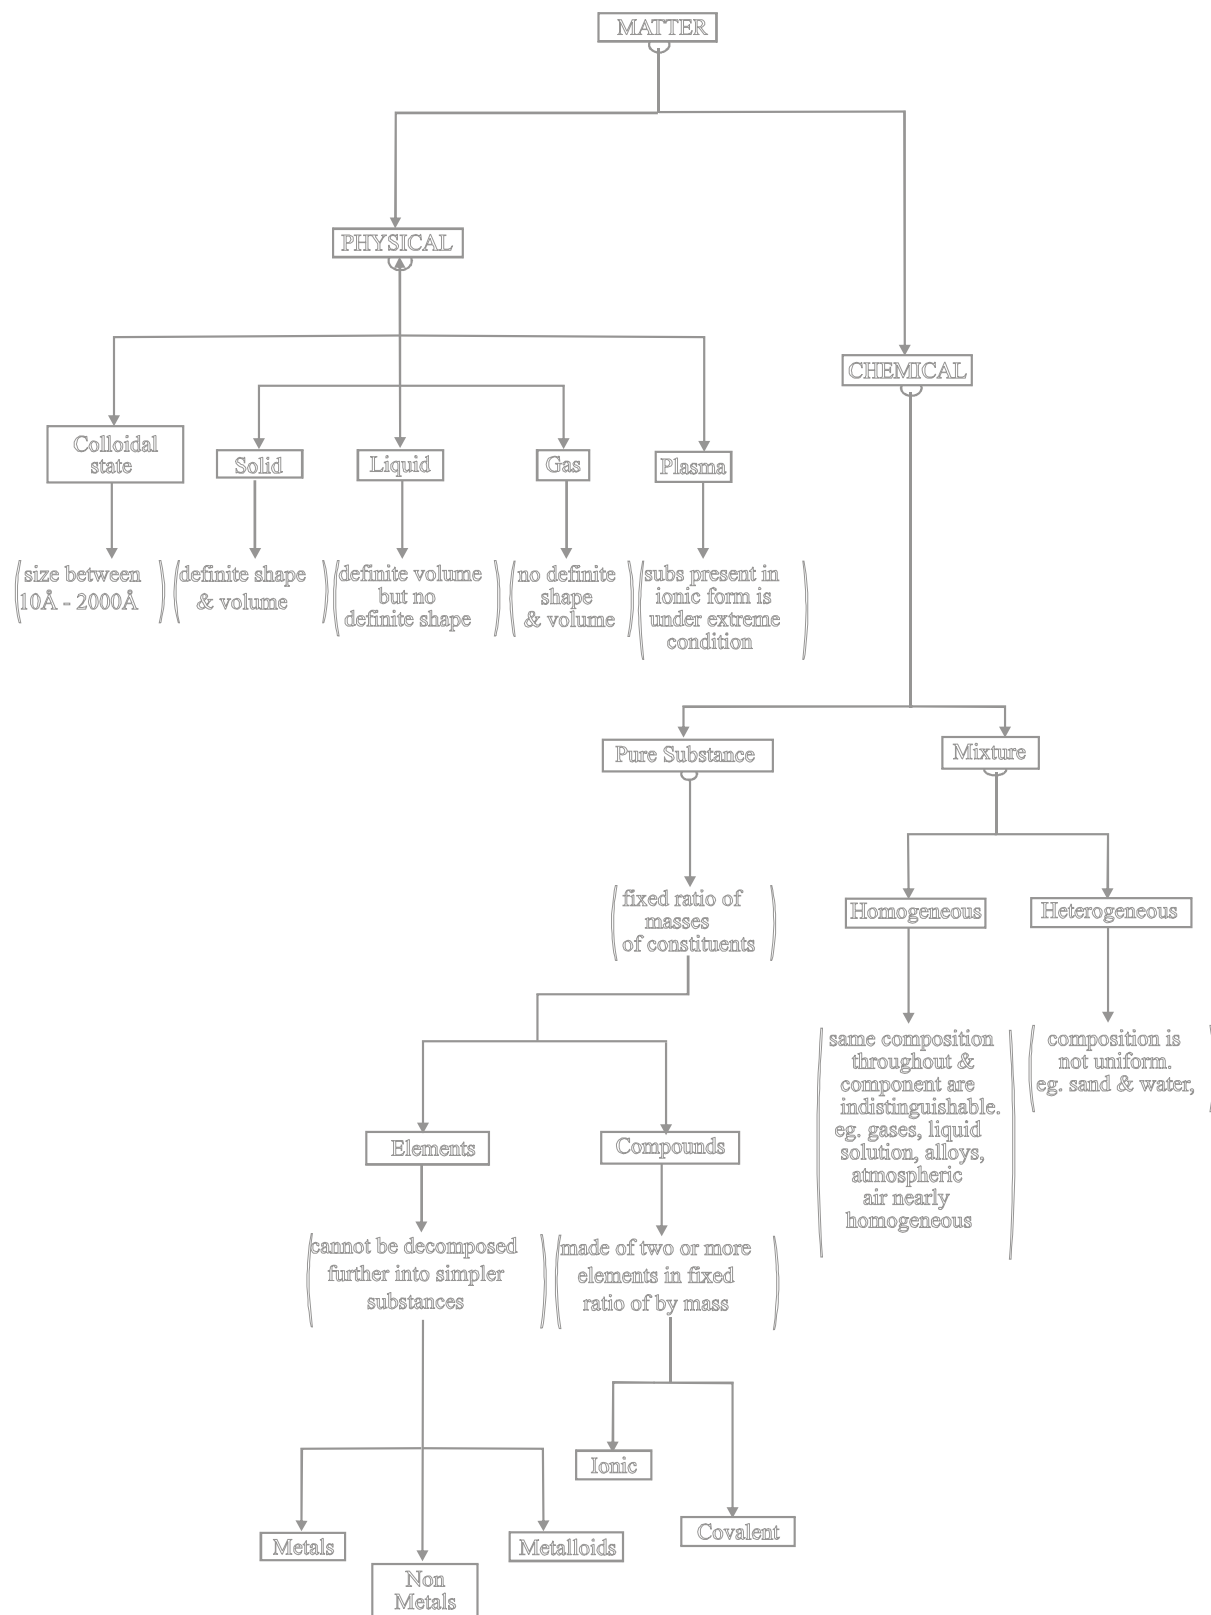 MATTER
PHYSICAL
CHEMICAL
Colloidal
state
Solid
Liquid
Gas
Plasma
size between
10Å - 2000Å
definite shape
& volume
definite volume
but no
definite shape
no definite
shape
& volume
subs present in
ionic form is
under extreme
condition
Pure Substance
Mixture
fixed ratio of
masses
of constituents
Homogeneous
Heterogeneous
same composition
throughout &
component are
indistinguishable.
eg. gases, liquid
solution, alloys,
atmospheric
air nearly
homogeneous
composition is
not uniform.
eg. sand & water,
Elements
Compounds
cannot be decomposed
further into simpler
substances
made of two or more
elements in fixed
ratio of by mass
Ionic
Covalent
Metals
Non
Metals
Metalloids